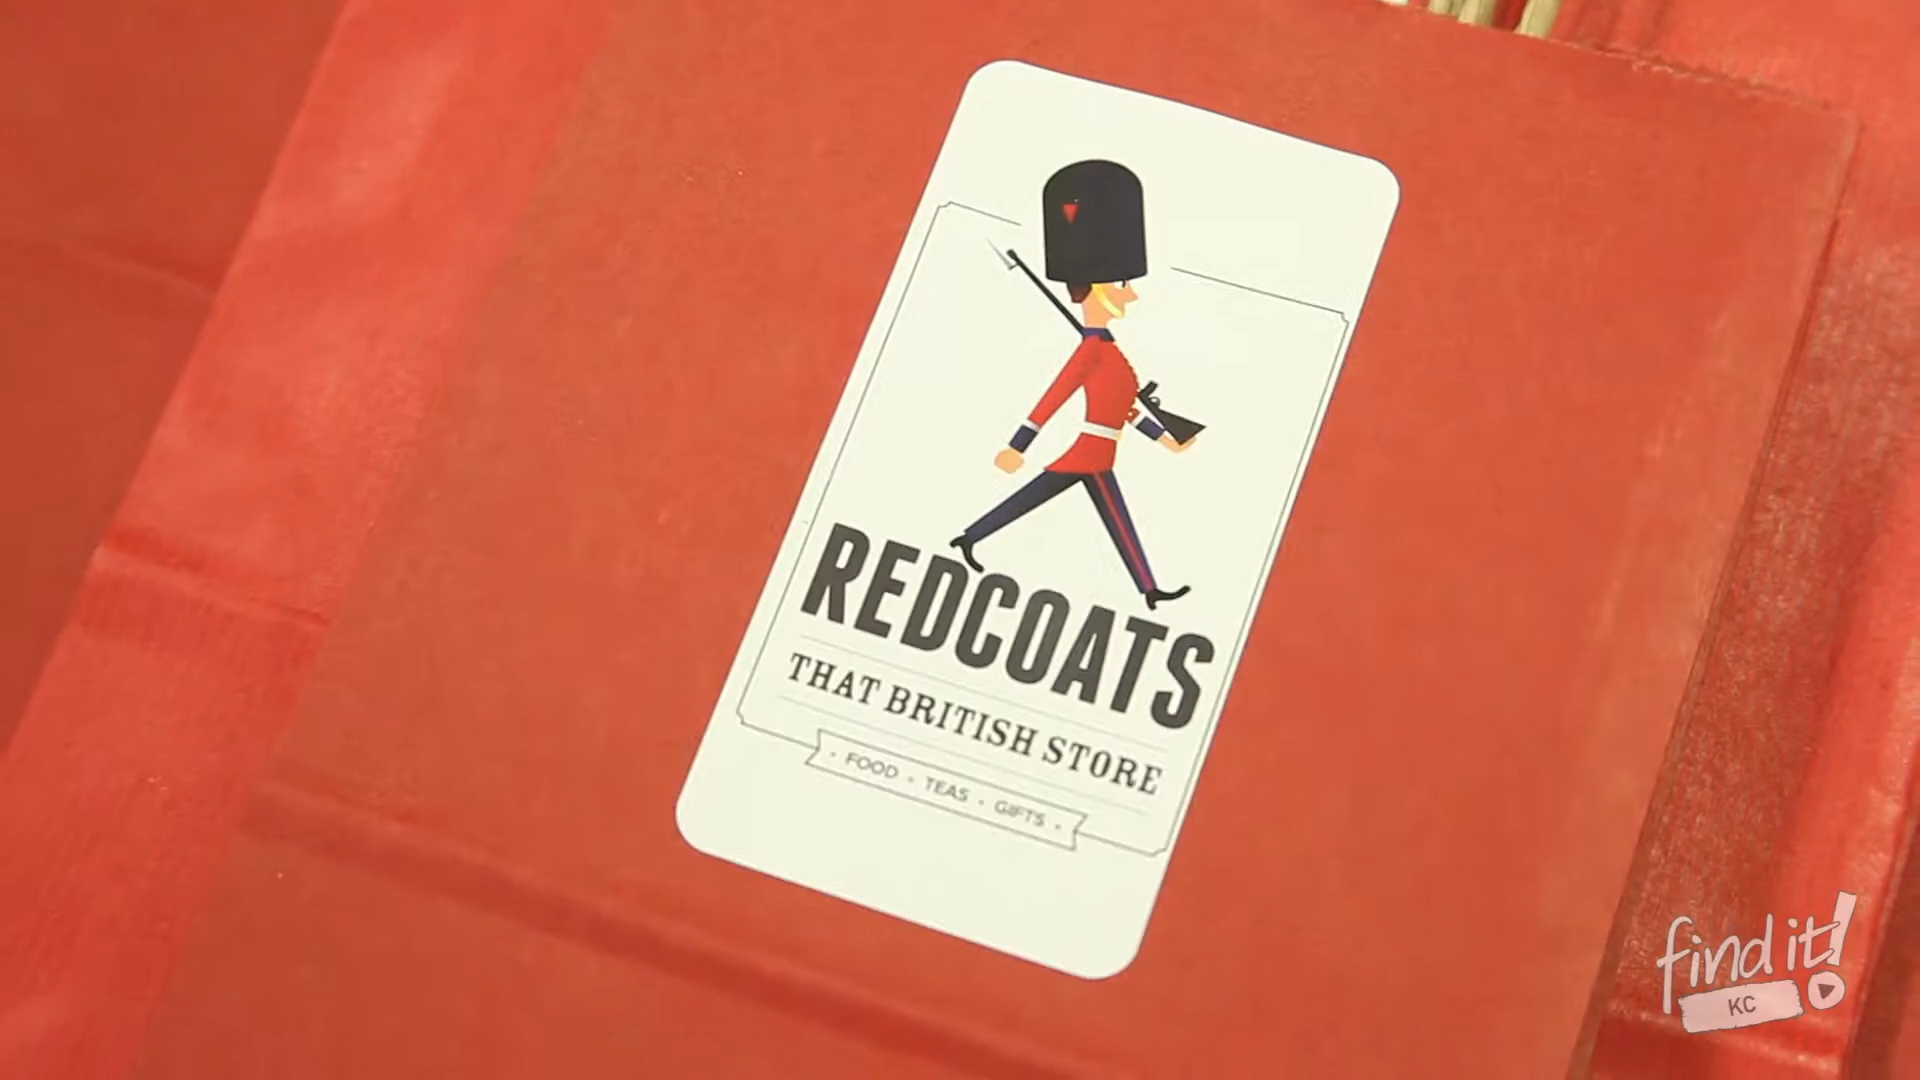 REDCOATS
THAT BRITISH STORE
· FOOD · TEAS · GIFTS ·
find it!
KC